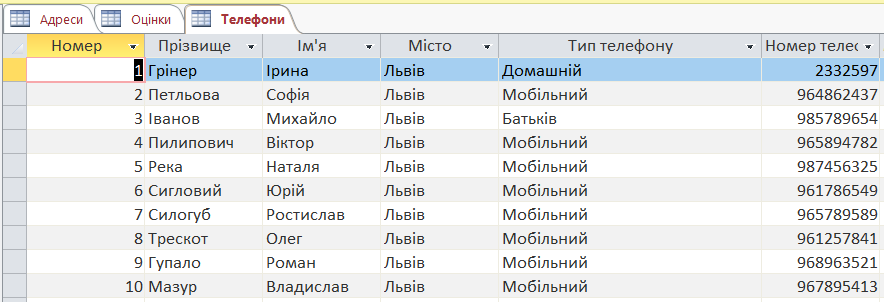 Адреси Оцінки Телефони
Номер Прізвище Ім'я Місто Тип телефону Номер телес
1 Грінер Ірина Львів Домашній 2332597
2 Петльова Софія Львів Мобільний 964862437
3 Іванов Михайло Львів Батьків 985789654
4 Пилипович Віктор Львів Мобільний 965894782
5 Река Наталя Львів Мобільний 987456325
6 Сигловий Юрій Львів Мобільний 961786549
7 Силогуб Ростислав Львів Мобільний 965789589
8 Трескот Олег Львів Мобільний 961257841
9 Гупало Роман Львів Мобільний 968963521
10 Мазур Владислав Львів Мобільний 967895413